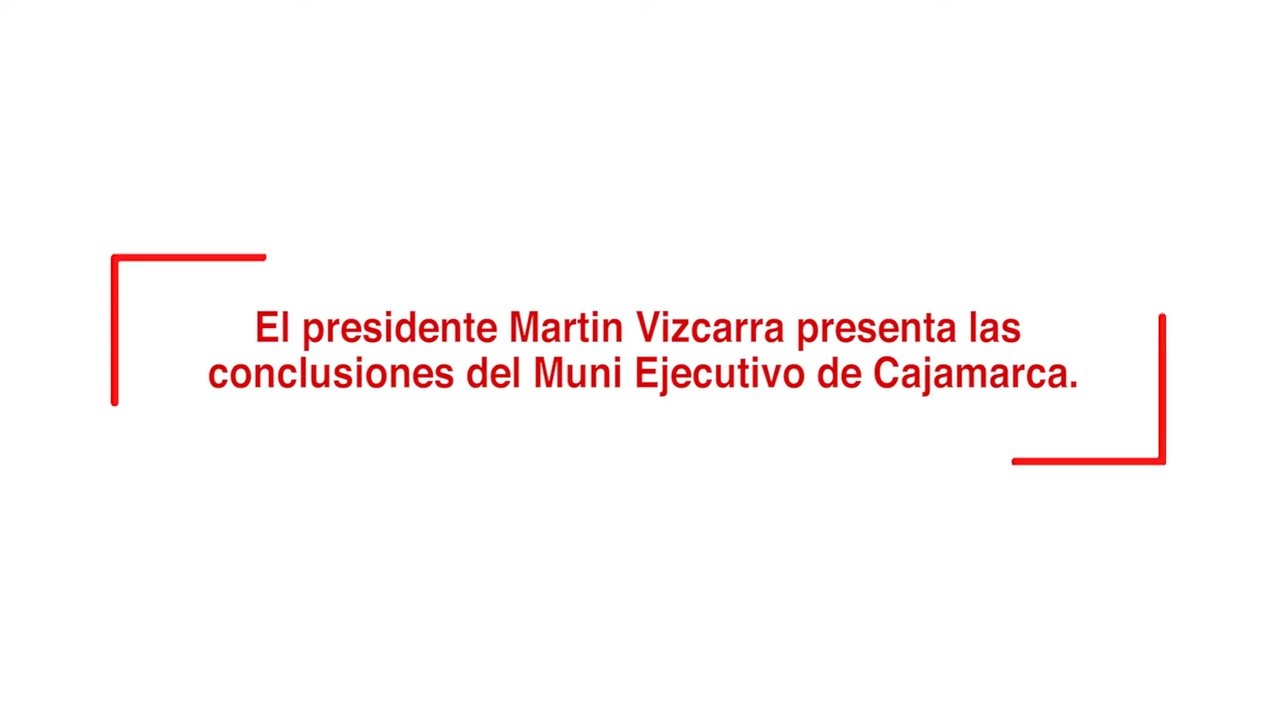 El presidente Martin Vizcarra presenta las
conclusiones del Muni Ejecutivo de Cajamarca.